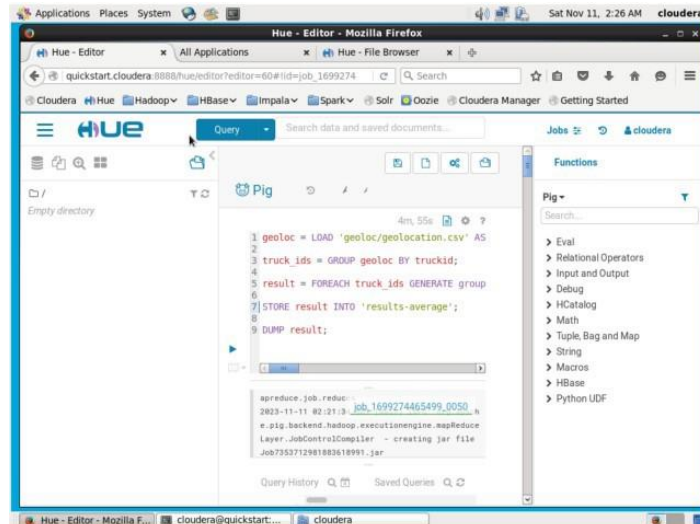 Applications Places System Sat Nov 11, 2:26 AM cloudera
Hue - Editor - Mozilla Firefox
Hue - Editor x All Applications x Hue - File Browser x
quickstart.cloudera:8888/hue/editor?editor=60#!id=job_1699274 Search
Cloudera Hue Hadoop HBase Impala Spark Solr Oozie Cloudera Manager Getting Started
HUE Query Search data and saved documents... Jobs cloudera
Functions
/
Empty directory
Pig
4m, 55s
1 geoloc = LOAD 'geoloc/geolocation.csv' AS
2
3 truck_ids = GROUP geoloc BY truckid;
4
5 result = FOREACH truck_ids GENERATE group
6
7 STORE result INTO 'results-average';
8
9 DUMP result;
apreduce.job.reduc
2023-11-11 02:21:3 job_1699274465499_0050 h
e.pig.backend.hadoop.executionengine.mapReduce
Layer.JobControlCompiler - creating jar file
Job7353712981883618991.jar
Query History Saved Queries
Pig
Search...
Eval
Relational Operators
Input and Output
Debug
HCatalog
Math
Tuple, Bag and Map
String
Macros
HBase
Python UDF
Hue - Editor - Mozilla F... cloudera@quickstart:... cloudera